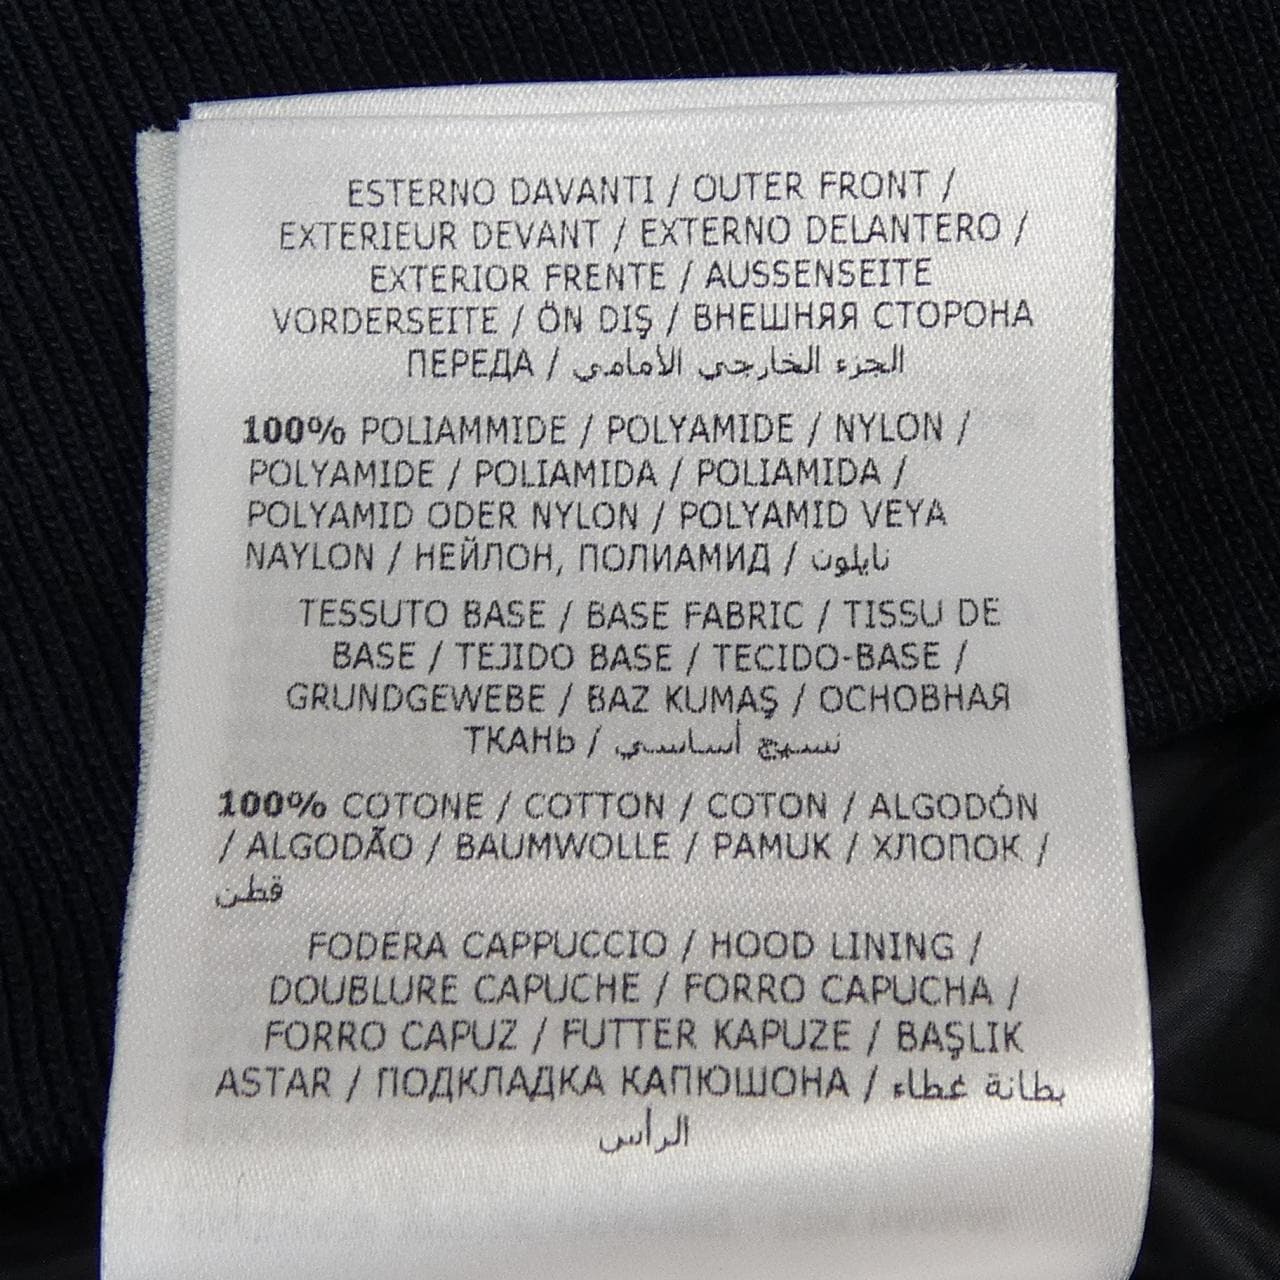 ESTERNO DAVANTI / OUTER FRONT /
EXTERIEUR DEVANT / EXTERNO DELANTERO /
EXTERIOR FRENTE / AUSSENSEITE
VORDERSEITE / ÖN DIŞ / ВНЕШНЯЯ СТОРОНА
ПЕРЕДА / الجزء الخارجي الأمامي
100% POLIAMMIDE / POLYAMIDE / NYLON /
POLYAMIDE / POLIAMIDA / POLIAMIDA /
POLYAMID ODER NYLON / POLYAMID VEYA
NAYLON / НЕЙЛОН, ПОЛИАМИД / نايلون
TESSUTO BASE / BASE FABRIC / TISSU DE
BASE / TEJIDO BASE / TECIDO-BASE /
GRUNDGEWEBE / BAZ KUMAŞ / ОСНОВНАЯ
ТКАНЬ / نسيج أساسي
100% COTONE / COTTON / COTON / ALGODÓN
/ ALGODÃO / BAUMWOLLE / PAMUK / ХЛОПОК /
قطن
FODERA CAPPUCCIO / HOOD LINING /
DOUBLURE CAPUCHE / FORRO CAPUCHA /
FORRO CAPUZ / FUTTER KAPUZE / BAŞLIK
ASTAR / ПОДКЛАДКА КАПЮШОНА / بطانة غطاء
الرأس